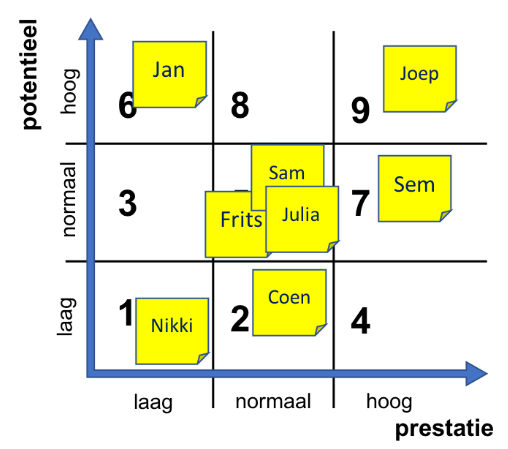 potentieel
hoog
normaal
laag
6
Jan
8
9
Joep
3
Sam
Frits
Julia
7
Sem
1
Nikki
2
Coen
4
laag
normaal
hoog
prestatie